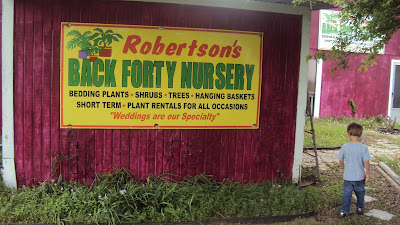 Robertson's
BACK FORTY NURSERY
BEDDING PLANTS • SHRUBS • TREES • HANGING BASKETS
SHORT TERM • PLANT RENTALS FOR ALL OCCASIONS
"Weddings are our Specialty"